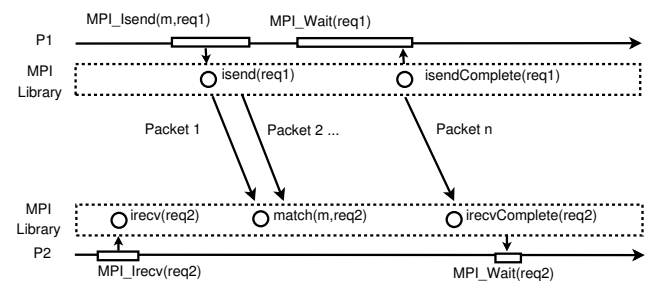 MPI_Isend(m,req1)
MPI_Wait(req1)
P1
MPI
Library
isend(req1)
isendComplete(req1)
Packet 1
Packet 2 ...
Packet n
MPI
Library
irecv(req2)
match(m,req2)
irecvComplete(req2)
P2
MPI_Irecv(req2)
MPI_Wait(req2)